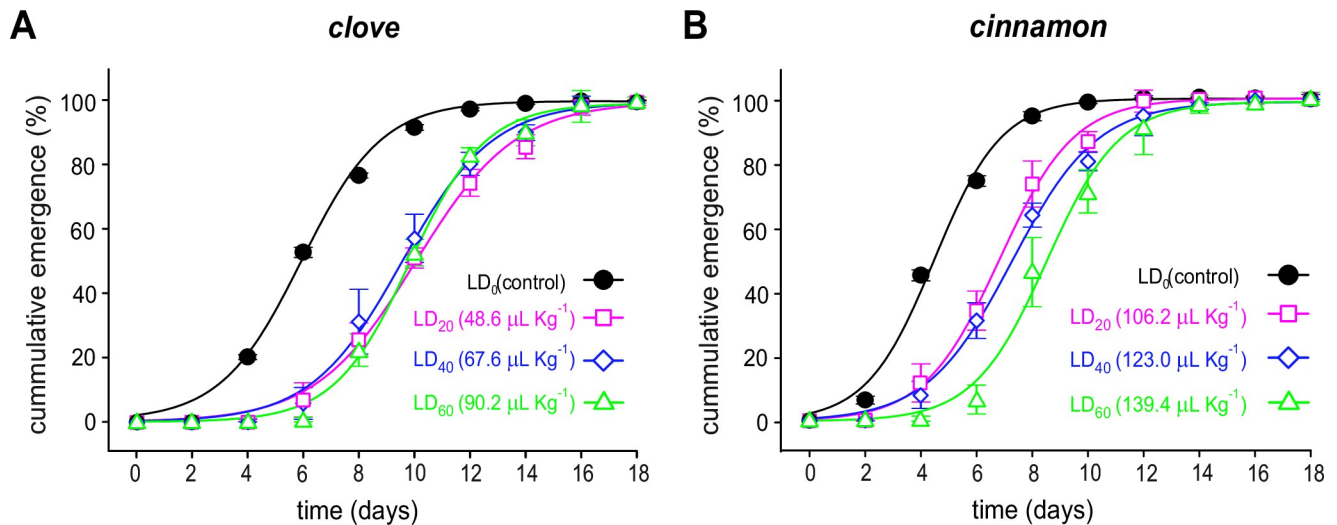 A
clove
cummulative emergence (%)
100
80
60
40
20
0
LD0(control)
LD20 (48.6 μL Kg-1)
LD40 (67.6 μL Kg-1)
LD60 (90.2 μL Kg-1)
0 2 4 6 8 10 12 14 16 18
time (days)
B
cinnamon
cummulative emergence (%)
100
80
60
40
20
0
LD0(control)
LD20 (106.2 μL Kg-1)
LD40 (123.0 μL Kg-1)
LD60 (139.4 μL Kg-1)
0 2 4 6 8 10 12 14 16 18
time (days)